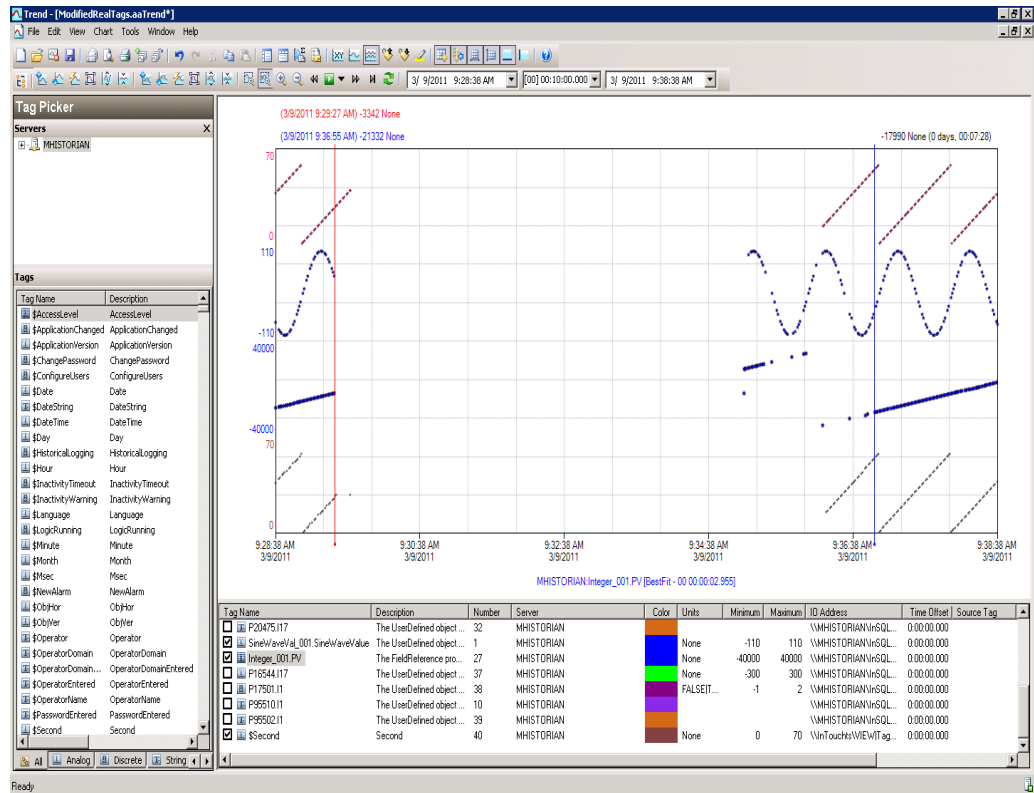 Trend - [ModifiedRealTags.aaTrend*]
File Edit View Chart Tools Window Help
3/ 9/2011 9:28:38 AM [00] 00:10:00.000 3/ 9/2011 9:38:38 AM
Tag Picker
Servers X
MHISTORIAN
Tags
Tag Name Description
$AccessLevel AccessLevel
$ApplicationChanged ApplicationChanged
$ApplicationVersion ApplicationVersion
$ChangePassword ChangePassword
$ConfigureUsers ConfigureUsers
$Date Date
$DateString DateString
$DateTime DateTime
$Day Day
$HistoricalLogging HistoricalLogging
$Hour Hour
$InactivityTimeout InactivityTimeout
$InactivityWarning InactivityWarning
$Language Language
$LogicRunning LogicRunning
$Minute Minute
$Month Month
$Msec Msec
$NewAlarm NewAlarm
$ObjHor ObjHor
$ObjVer ObjVer
$Operator Operator
$OperatorDomain OperatorDomain
$OperatorDomain... OperatorDomainEntered
$OperatorEntered OperatorEntered
$OperatorName OperatorName
$PasswordEntered PasswordEntered
$Second Second
All Analog Discrete String
(3/9/2011 9:29:27 AM) -3342 None
(3/9/2011 9:36:55 AM) -21332 None
-17990 None (0 days, 00:07:28)
70
0
110
-110
40000
-40000
70
0
9:28:38 AM 9:30:38 AM 9:32:38 AM 9:34:38 AM 9:36:38 AM 9:38:38 AM
3/9/2011 3/9/2011 3/9/2011 3/9/2011 3/9/2011 3/9/2011
MHISTORIAN:Integer_001.PV [BestFit - 00 00:00:02.955]
Tag Name Description Number Server Color Units Minimum Maximum IO Address Time Offset Source Tag
P20475.I17 The UserDefined object ... 32 MHISTORIAN \\MHISTORIAN\InSQL... 0:00:00.000
SineWaveVal_001.SineWaveValue The UserDefined object ... 1 MHISTORIAN None -110 110 \\MHISTORIAN\InSQL... 0:00:00.000
Integer_001.PV The FieldReference pro... 27 MHISTORIAN None -40000 40000 \\MHISTORIAN\InSQL... 0:00:00.000
P16544.I17 The UserDefined object ... 37 MHISTORIAN None -300 300 \\MHISTORIAN\InSQL... 0:00:00.000
P17501.I1 The UserDefined object ... 38 MHISTORIAN FALSE|T... -1 2 \\MHISTORIAN\InSQL... 0:00:00.000
P95510.I1 The UserDefined object ... 10 MHISTORIAN \\MHISTORIAN\InSQL... 0:00:00.000
P95502.I1 The UserDefined object ... 39 MHISTORIAN \\MHISTORIAN\InSQL... 0:00:00.000
$Second Second 40 MHISTORIAN None 0 70 \\InTouchts\VIEW|Tag... 0:00:00.000
Ready